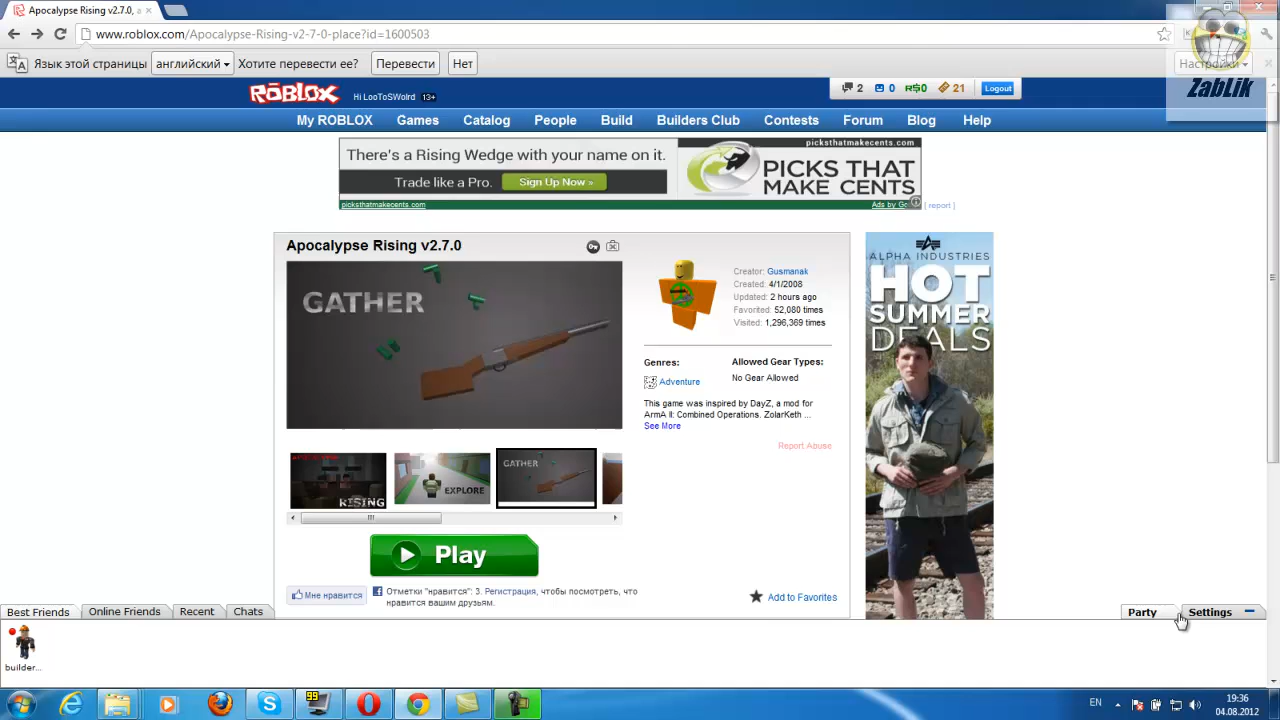 Apocalypse Rising v2.7.0, a
www.roblox.com/Apocalypse-Rising-v2-7-0-place?id=1600503
Язык этой страницы английский Хотите перевести ее? Перевести Нет Настройки
ZabLik
ROBLOX Hi LooToSWolrd 13+ 2 0 R$0 21 Logout
My ROBLOX Games Catalog People Build Builders Club Contests Forum Blog Help
picksthatmakecents.com
There's a Rising Wedge with your name on it.
Trade like a Pro. Sign Up Now »
PICKS THAT
MAKE CENTS
picksthatmakecents.com Ads by Go [ report ]
Apocalypse Rising v2.7.0
GATHER
Creator: Gusmanak
Created: 4/1/2008
Updated: 2 hours ago
Favorited: 52,080 times
Visited: 1,296,369 times
Genres: Allowed Gear Types:
Adventure No Gear Allowed
This game was inspired by DayZ, a mod for
ArmA II: Combined Operations. ZolarKeth ...
See More
Report Abuse
ALPHA INDUSTRIES
HOT
SUMMER
DEALS
RISING
EXPLORE
GATHER
Play
Мне нравится
Отметки "нравится": 3. Регистрация, чтобы посмотреть, что
нравится вашим друзьям.
Add to Favorites
Best Friends Online Friends Recent Chats Party Settings
builder...
99
EN
19:36
04.08.2012